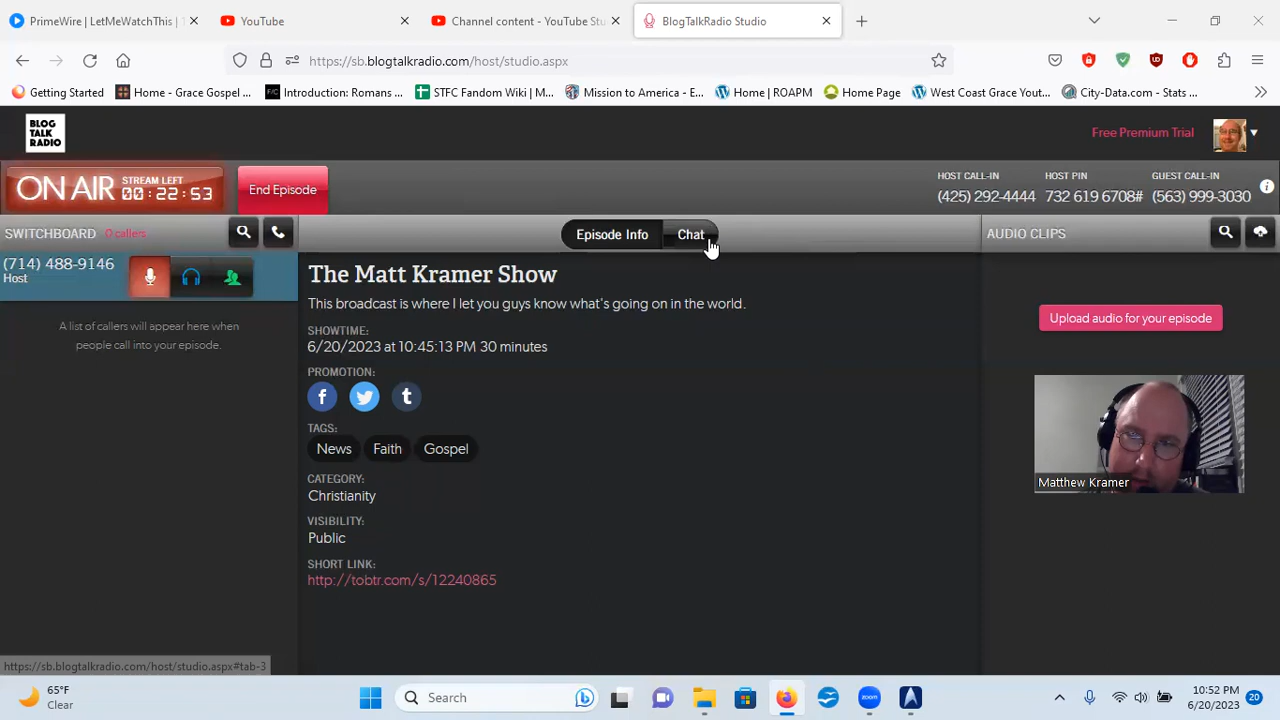 PrimeWire | LetMeWatchThis | 1
YouTube
Channel content - YouTube Stu
BlogTalkRadio Studio
https://sb.blogtalkradio.com/host/studio.aspx
Getting Started
Home - Grace Gospel ...
F/C Introduction: Romans ...
STFC Fandom Wiki | M...
Mission to America - E...
Home | ROAPM
Home Page
West Coast Grace Yout...
City-Data.com - Stats ...
BLOG
TALK
RADIO
Free Premium Trial
ON AIR
STREAM LEFT
00:22:53
End Episode
HOST CALL-IN
(425) 292-4444
HOST PIN
732 619 6708#
GUEST CALL-IN
(563) 999-3030
SWITCHBOARD 0 callers
Episode Info
Chat
AUDIO CLIPS
(714) 488-9146
Host
A list of callers will appear here when
people call into your episode.
The Matt Kramer Show
This broadcast is where I let you guys know what's going on in the world.
SHOWTIME:
6/20/2023 at 10:45:13 PM 30 minutes
PROMOTION:
TAGS:
News Faith Gospel
CATEGORY:
Christianity
VISIBILITY:
Public
SHORT LINK:
http://tobtr.com/s/12240865
Upload audio for your episode
Matthew Kramer
https://sb.blogtalkradio.com/host/studio.aspx#tab-3
65°F
Clear
Search
10:52 PM
6/20/2023
20